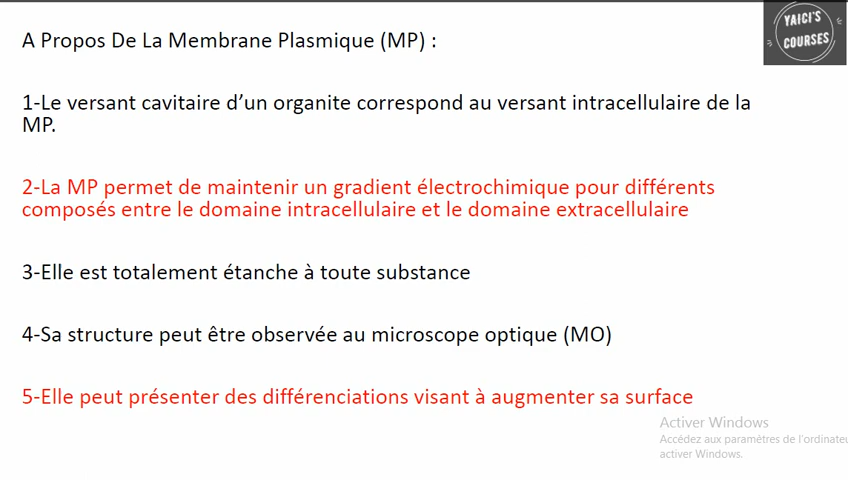 YAICI'S
COURSES
A Propos De La Membrane Plasmique (MP) :
1-Le versant cavitaire d'un organite correspond au versant intracellulaire de la
MP.
2-La MP permet de maintenir un gradient électrochimique pour différents
composés entre le domaine intracellulaire et le domaine extracellulaire
3-Elle est totalement étanche à toute substance
4-Sa structure peut être observée au microscope optique (MO)
5-Elle peut présenter des différenciations visant à augmenter sa surface
Activer Windows
Accédez aux paramètres de l'ordinateu
activer Windows.